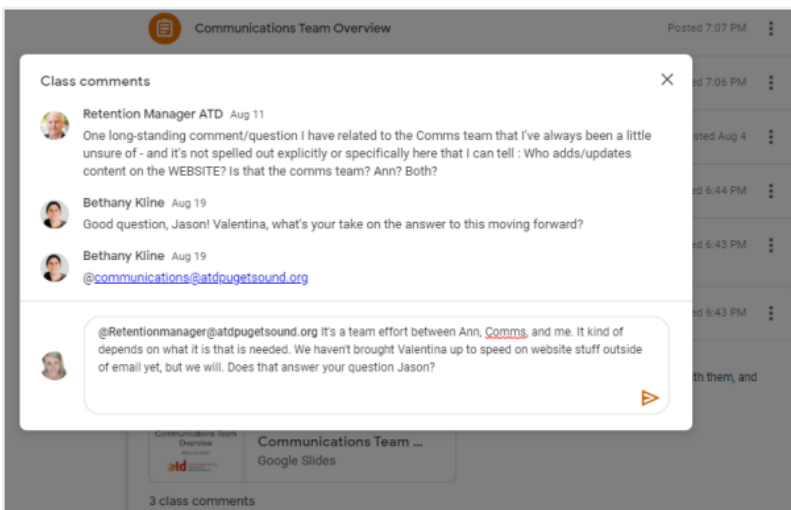 Communications Team Overview
Posted 7:07 PM
Class comments
ed 7:06 PM
Retention Manager ATD Aug 11
One long-standing comment/question I have related to the Comms team that I've always been a little
unsure of - and it's not spelled out explicitly or specifically here that I can tell : Who adds/updates
content on the WEBSITE? Is that the comms team? Ann? Both?
sted Aug 4
Bethany Kline Aug 19
Good question, Jason! Valentina, what's your take on the answer to this moving forward?
ed 6:44 PM
Bethany Kline Aug 19
@communications@atdpugetsound.org
ed 6:43 PM
@Retentionmanager@atdpugetsound.org It's a team effort between Ann, Comms, and me. It kind of
depends on what it is that is needed. We haven't brought Valentina up to speed on website stuff outside
of email yet, but we will. Does that answer your question Jason?
ed 6:43 PM
th them, and
Communications Team
Overview
atd
Communications Team ...
Google Slides
3 class comments